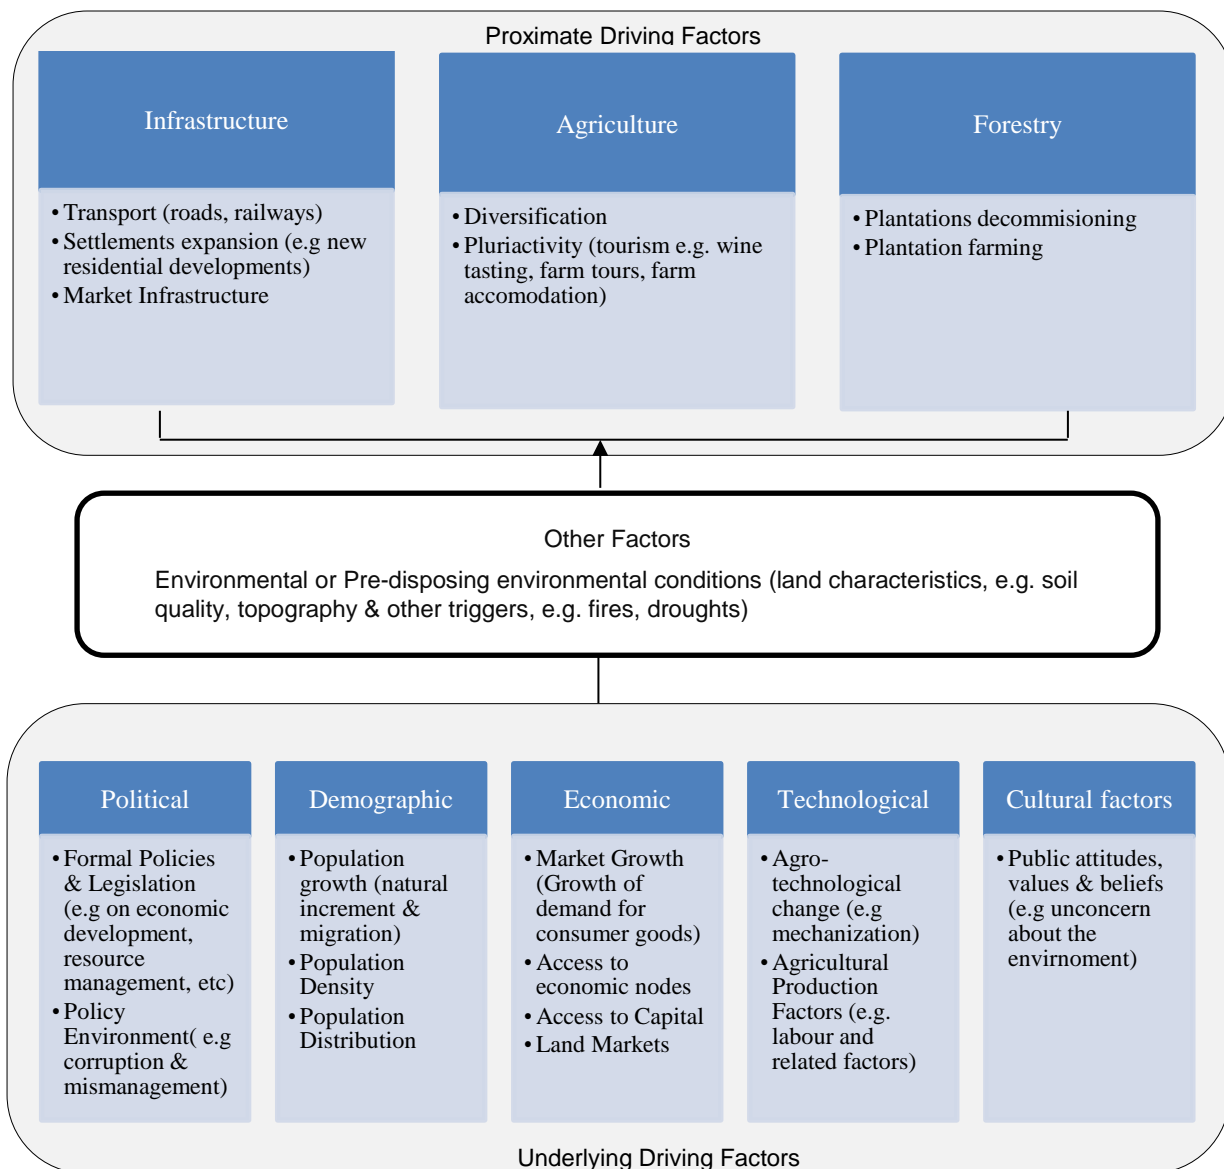 Proximate Driving Factors
Infrastructure
• Transport (roads, railways)
• Settlements expansion (e.g new
residential developments)
• Market Infrastructure
Agriculture
• Diversification
• Pluriactivity (tourism e.g. wine
tasting, farm tours, farm
accomodation)
Forestry
• Plantations decommisioning
• Plantation farming
Other Factors
Environmental or Pre-disposing environmental conditions (land characteristics, e.g. soil
quality, topography & other triggers, e.g. fires, droughts)
Political
• Formal Policies
& Legislation
(e.g on economic
development,
resource
management, etc)
• Policy
Environment( e.g
corruption &
mismanagement)
Demographic
• Population
growth (natural
increment &
migration)
• Population
Density
• Population
Distribution
Economic
• Market Growth
(Growth of
demand for
consumer goods)
• Access to
economic nodes
• Access to Capital
• Land Markets
Technological
• Agro-
technological
change (e.g
mechanization)
• Agricultural
Production
Factors (e.g.
labour and
related factors)
Cultural factors
• Public attitudes,
values & beliefs
(e.g unconcern
about the
envirnoment)
Underlying Driving Factors